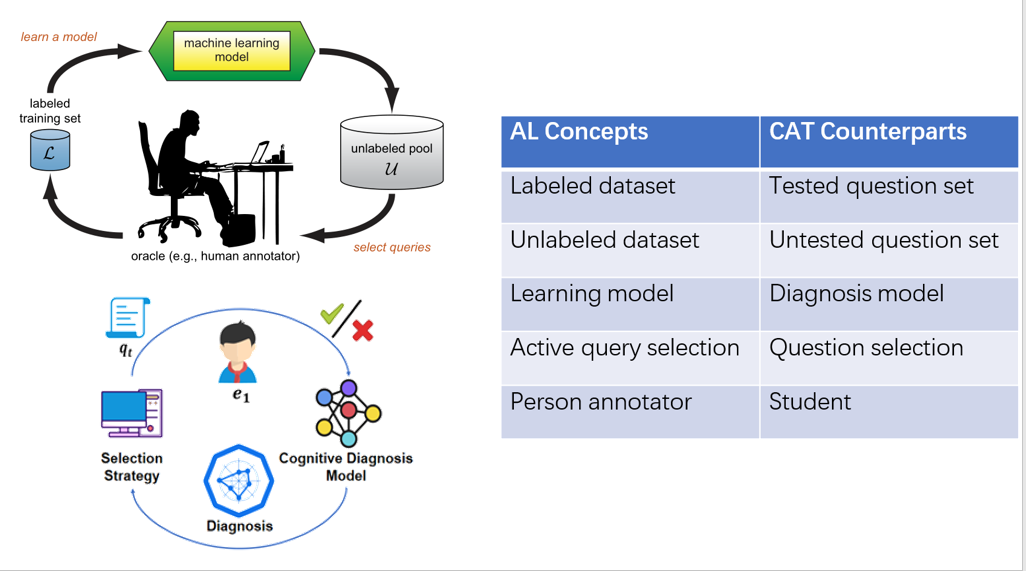 learn a model
machine learning
model
labeled
training set
ℒ
unlabeled pool
𝒰
oracle (e.g., human annotator)
select queries
qt
e1
Selection
Strategy
Cognitive Diagnosis
Model
Diagnosis
AL Concepts CAT Counterparts
Labeled dataset Tested question set
Unlabeled dataset Untested question set
Learning model Diagnosis model
Active query selection Question selection
Person annotator Student